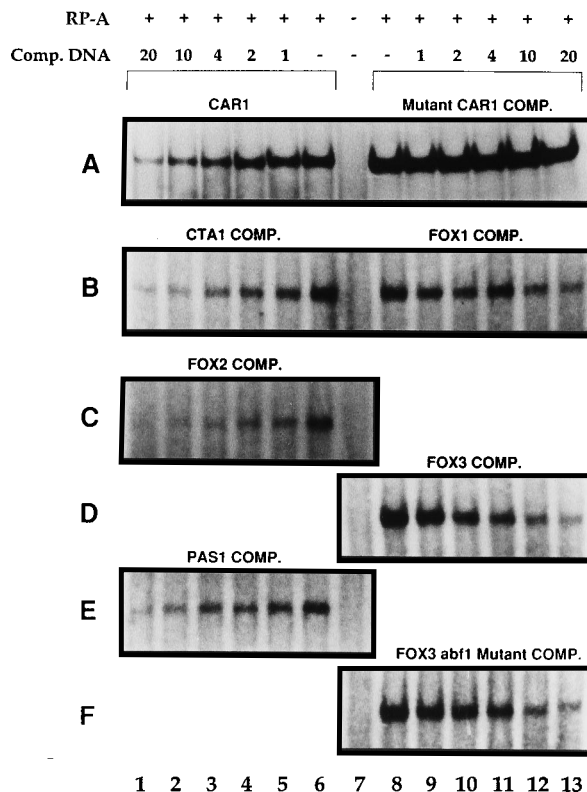 RP-A + + + + + + - + + + + + +
Comp. DNA 20 10 4 2 1 - - - 1 2 4 10 20
CAR1 Mutant CAR1 COMP.
A
CTA1 COMP. FOX1 COMP.
B
FOX2 COMP.
C
FOX3 COMP.
D
PAS1 COMP.
E
FOX3 abf1 Mutant COMP.
F
1 2 3 4 5 6 7 8 9 10 11 12 13